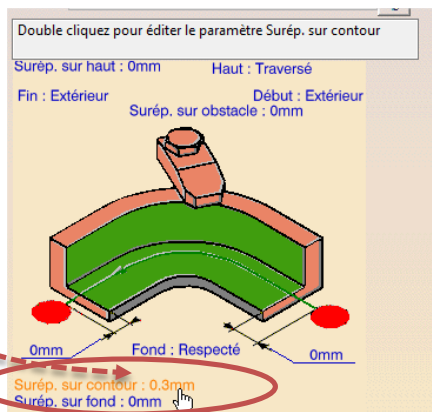 Double cliquez pour éditer le paramètre Surép. sur contour
Surép. sur haut : 0mm
Haut : Traversé
Fin : Extérieur
Début : Extérieur
Surép. sur obstacle : 0mm
0mm
Fond : Respecté
0mm
Surép. sur contour : 0.3mm
Surép. sur fond : 0mm